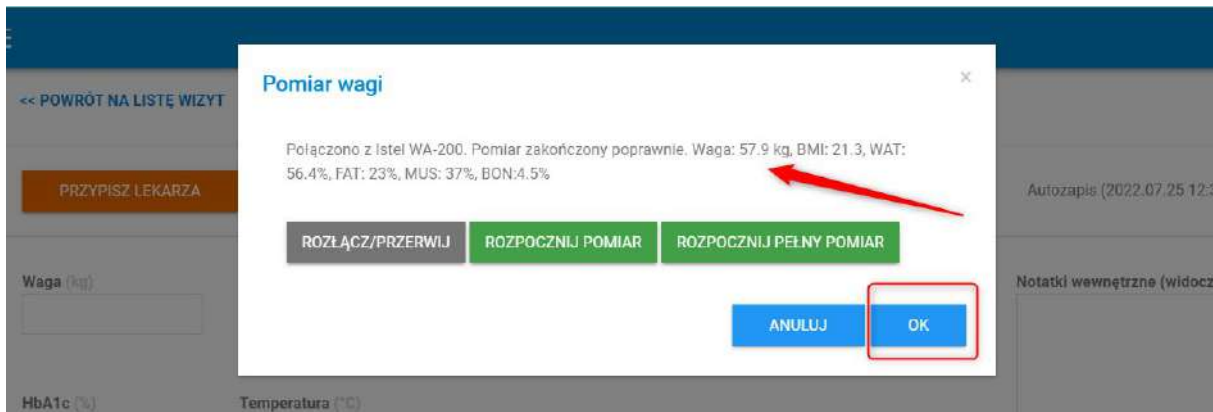 Pomiar wagi
×
<< POWRÓT NA LISTĘ WIZYT
Połączono z Istel WA-200. Pomiar zakończony poprawnie. Waga: 57.9 kg, BMI: 21.3, WAT:
56.4%, FAT: 23%, MUS: 37%, BON:4.5%
PRZYPISZ LEKARZA
Autozapis (2022.07.25 12:3
ROZŁĄCZ/PRZERWIJ ROZPOCZNIJ POMIAR ROZPOCZNIJ PEŁNY POMIAR
Waga (kg)
Notatki wewnętrzne (widocz
ANULUJ OK
HbA1c (%) Temperatura (°C)